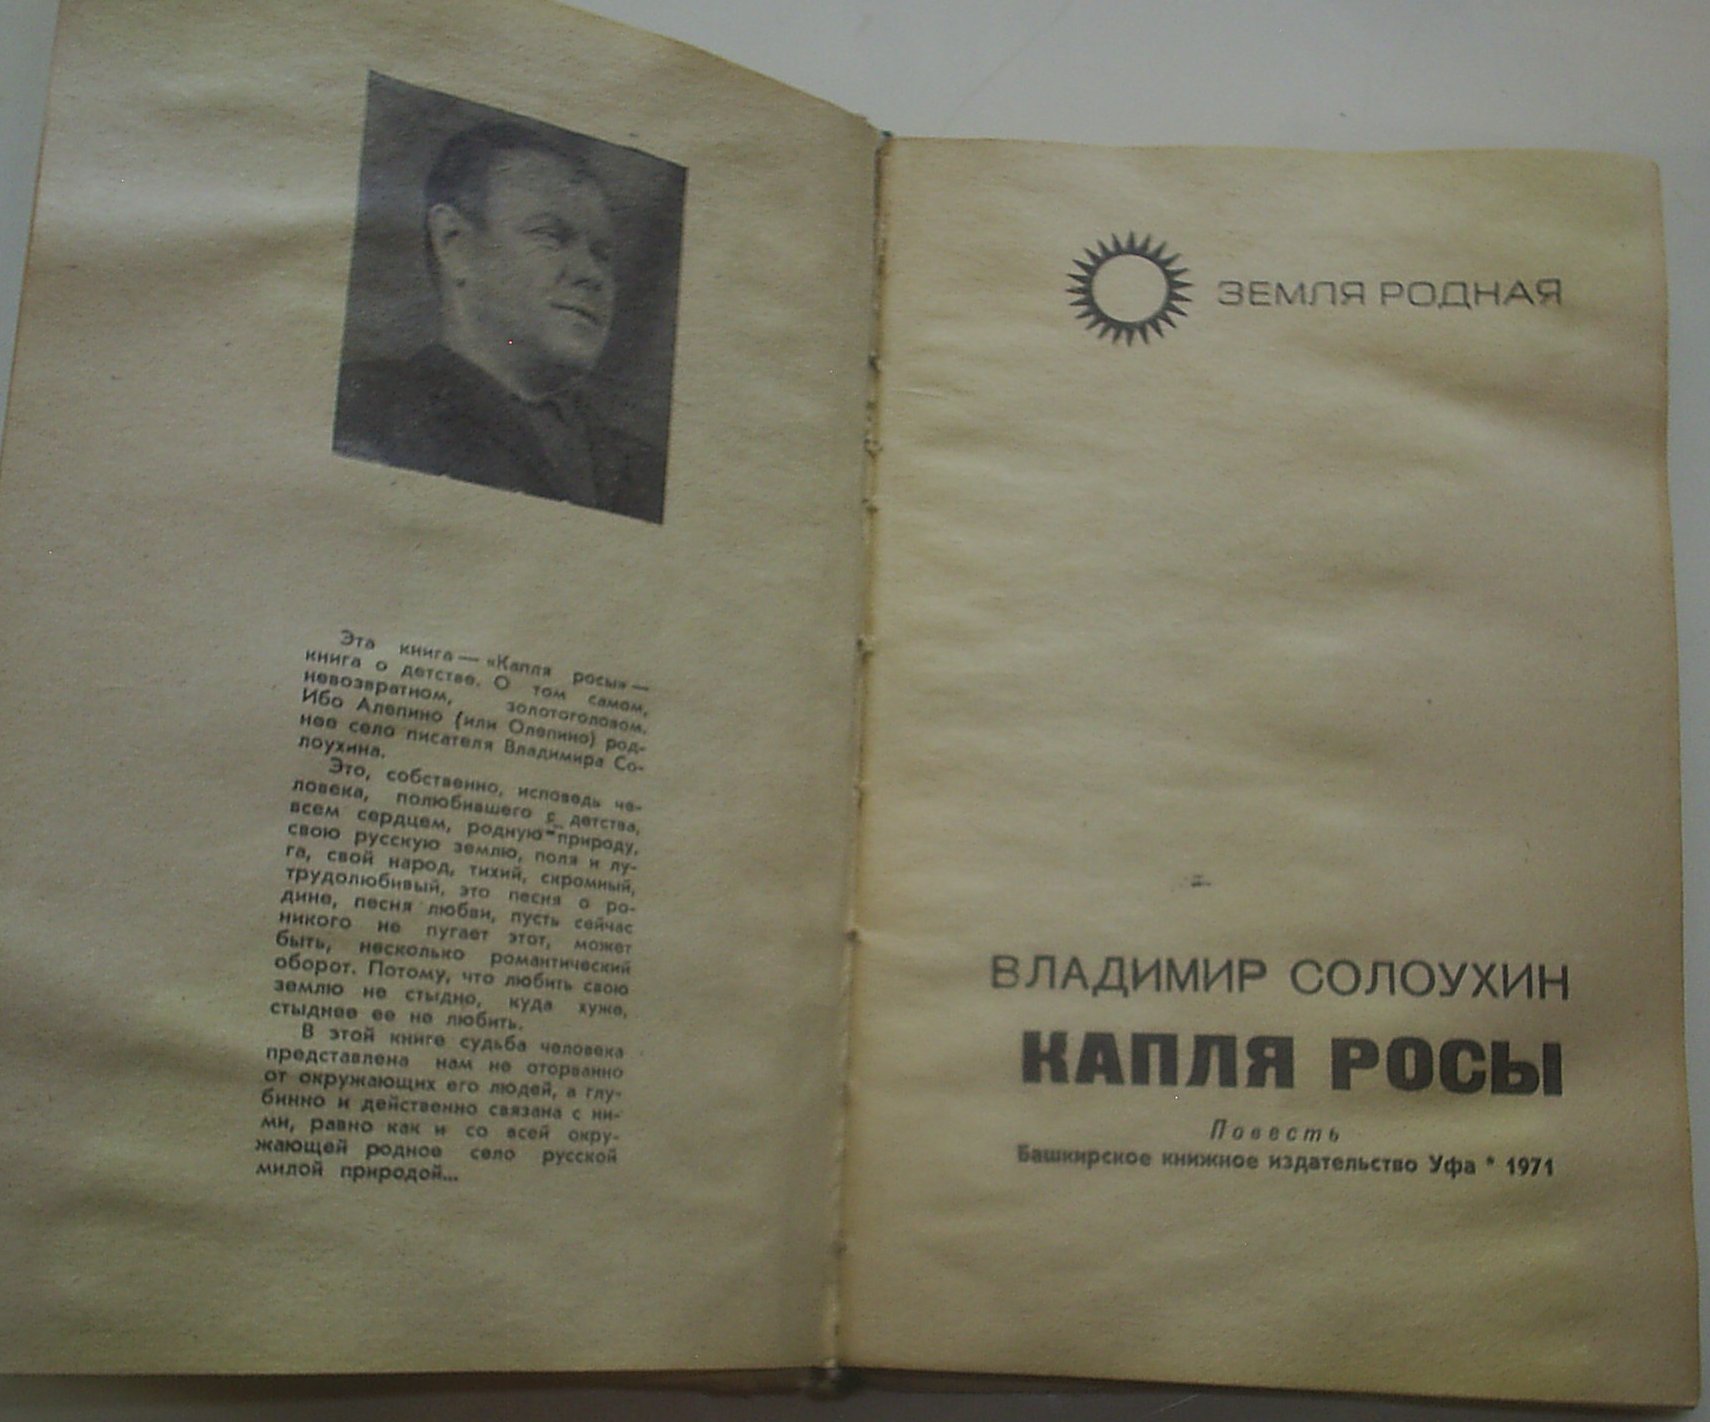 Эта книга — «Капля росы» —
книга о детстве. О том самом,
невозвратном, золотоголовом.
Ибо Алепино (или Олепино) род-
ное село писателя Владимира Со-
лоухина.
Это, собственно, исповедь че-
ловека, полюбившего с детства,
всем сердцем, родную природу,
свою русскую землю, поля и лу-
га, свой народ, тихий, скромный,
трудолюбивый, это песня о ро-
дине, песня любви, пусть сейчас
никого не пугает этот, может
быть, несколько романтический
оборот. Потому, что любить свою
землю не стыдно, куда хуже,
стыднее ее не любить.
В этой книге судьба человека
представлена нам не оторванно
от окружающих его людей, а глу-
бинно и действенно связана с ни-
ми, равно как и со всей окру-
жающей родное село русской
милой природой...
ЗЕМЛЯ РОДНАЯ
ВЛАДИМИР СОЛОУХИН
КАПЛЯ РОСЫ
Повесть
Башкирское книжное издательство Уфа * 1971